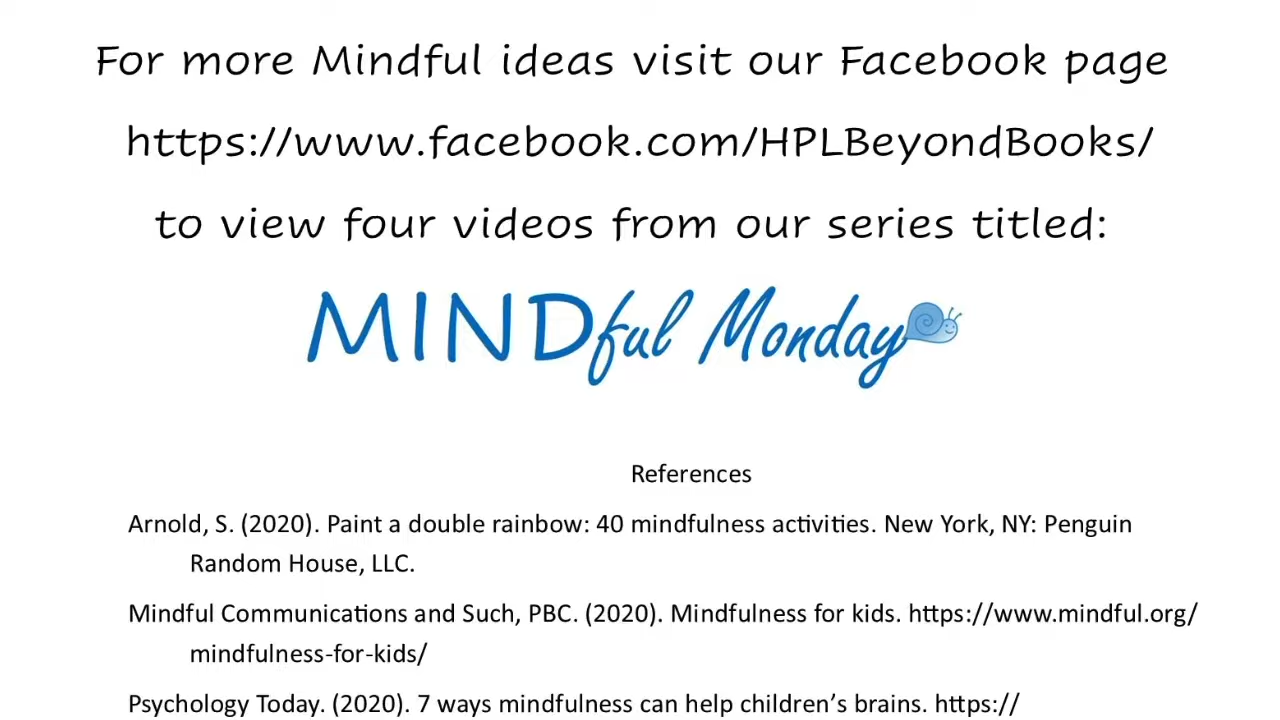 For more Mindful ideas visit our Facebook page
https://www.facebook.com/HPLBeyondBooks/
to view four videos from our series titled:
MINDful Monday
References
Arnold, S. (2020). Paint a double rainbow: 40 mindfulness activities. New York, NY: Penguin
Random House, LLC.
Mindful Communications and Such, PBC. (2020). Mindfulness for kids. https://www.mindful.org/
mindfulness-for-kids/
Psychology Today. (2020). 7 ways mindfulness can help children’s brains. https://